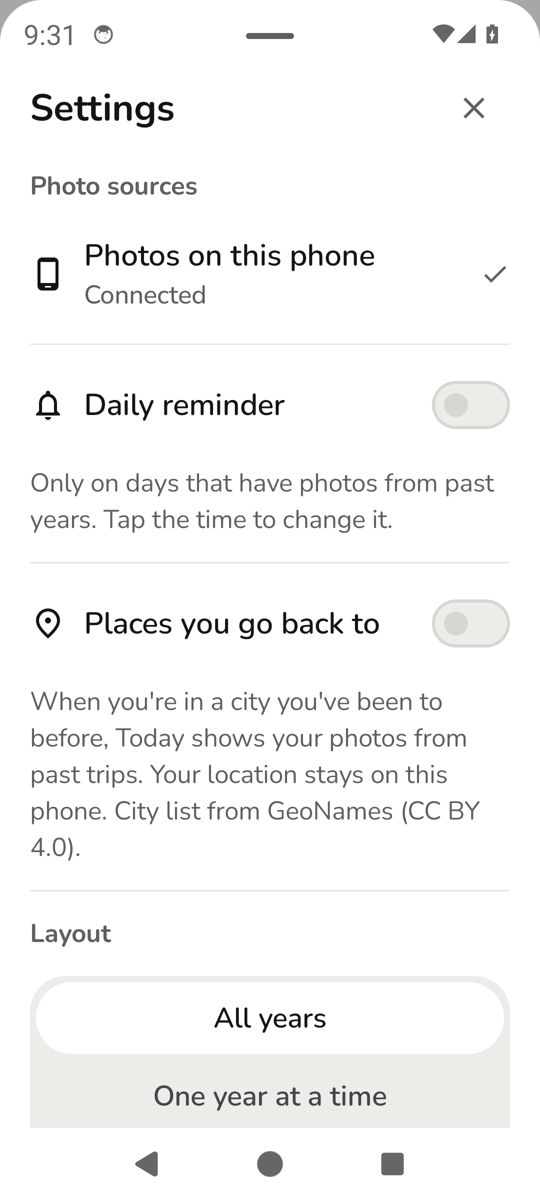 9:31
Settings
Photo sources
Photos on this phone
Connected
Daily reminder
Only on days that have photos from past
years. Tap the time to change it.
Places you go back to
When you're in a city you've been to
before, Today shows your photos from
past trips. Your location stays on this
phone. City list from GeoNames (CC BY
4.0).
Layout
All years
One year at a time